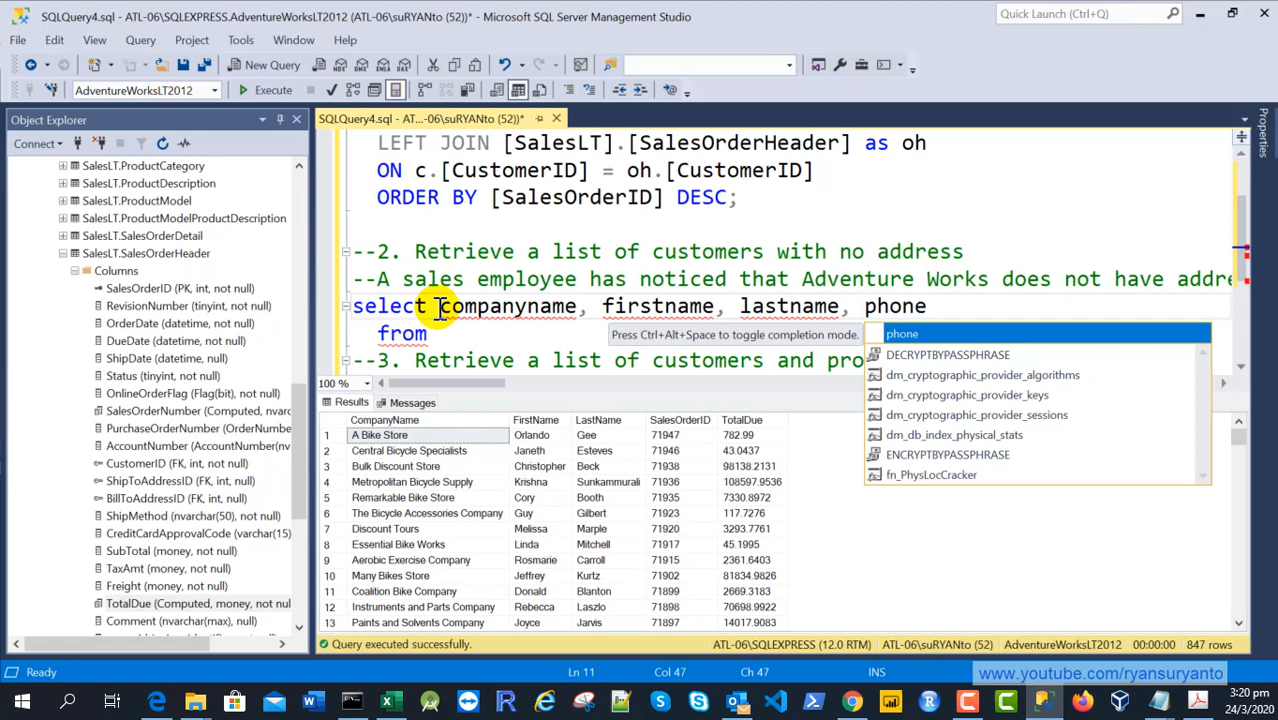 SQLQuery4.sql - ATL-06\SQLEXPRESS.AdventureWorksLT2012 (ATL-06\suRYANto (52))* - Microsoft SQL Server Management Studio
Quick Launch (Ctrl+Q)
File Edit View Query Project Tools Window Help
New Query
AdventureWorksLT2012 Execute
Object Explorer
SQLQuery4.sql - AT...-06\suRYANto (52))*
Properties
Connect
SalesLT.ProductCategory
SalesLT.ProductDescription
SalesLT.ProductModel
SalesLT.ProductModelProductDescription
SalesLT.SalesOrderDetail
SalesLT.SalesOrderHeader
Columns
SalesOrderID (PK, int, not null)
RevisionNumber (tinyint, not null)
OrderDate (datetime, not null)
DueDate (datetime, not null)
ShipDate (datetime, null)
Status (tinyint, not null)
OnlineOrderFlag (Flag(bit), not null)
SalesOrderNumber (Computed, nvarc
PurchaseOrderNumber (OrderNumbe
AccountNumber (AccountNumber(nv
CustomerID (FK, int, not null)
ShipToAddressID (FK, int, null)
BillToAddressID (FK, int, null)
ShipMethod (nvarchar(50), not null)
CreditCardApprovalCode (varchar(15)
SubTotal (money, not null)
TaxAmt (money, not null)
Freight (money, not null)
TotalDue (Computed, money, not nul
Comment (nvarchar(max), null)
LEFT JOIN [SalesLT].[SalesOrderHeader] as oh
ON c.[CustomerID] = oh.[CustomerID]
ORDER BY [SalesOrderID] DESC;
--2. Retrieve a list of customers with no address
--A sales employee has noticed that Adventure Works does not have addre
select companyname, firstname, lastname, phone
from
Press Ctrl+Alt+Space to toggle completion mode.
--3. Retrieve a list of customers and pro
phone
DECRYPTBYPASSPHRASE
dm_cryptographic_provider_algorithms
dm_cryptographic_provider_keys
dm_cryptographic_provider_sessions
dm_db_index_physical_stats
ENCRYPTBYPASSPHRASE
fn_PhysLocCracker
100 %
Results Messages
CompanyName FirstName LastName SalesOrderID TotalDue
1 A Bike Store Orlando Gee 71947 782.99
2 Central Bicycle Specialists Janeth Esteves 71946 43.0437
3 Bulk Discount Store Christopher Beck 71938 98138.2131
4 Metropolitan Bicycle Supply Krishna Sunkammurali 71936 108597.9536
5 Remarkable Bike Store Cory Booth 71935 7330.8972
6 The Bicycle Accessories Company Guy Gilbert 71923 117.7276
7 Discount Tours Melissa Marple 71920 3293.7761
8 Essential Bike Works Linda Mitchell 71917 45.1995
9 Aerobic Exercise Company Rosmarie Carroll 71915 2361.6403
10 Many Bikes Store Jeffrey Kurtz 71902 81834.9826
11 Coalition Bike Company Donald Blanton 71899 2669.3183
12 Instruments and Parts Company Rebecca Laszlo 71898 70698.9922
13 Paints and Solvents Company Joyce Jarvis 71897 14017.9083
Query executed successfully. ATL-06\SQLEXPRESS (12.0 RTM) ATL-06\suRYANto (52) AdventureWorksLT2012 00:00:00 847 rows
Ready Ln 11 Col 47 Ch 47 INS
www.youtube.com/ryansuryanto
3:20 pm
24/3/2020